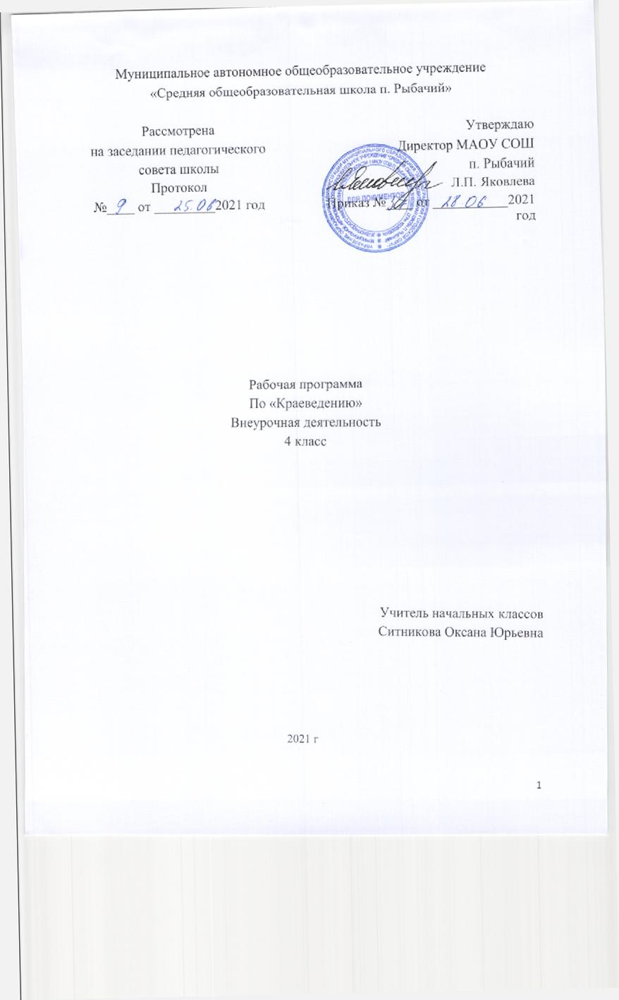 Муниципальное автономное общеобразовательное учреждение
«Средняя общеобразовательная школа п. Рыбачий»
Рассмотрена
на заседании педагогического
совета школы
Протокол
№ 9 от 25.06 2021 год
Утверждаю
Директор МАОУ СОШ
п. Рыбачий
Л.П. Яковлева
Приказ № от 28 06 2021
год
ДЛЯ ДОКУМЕНТОВ
Рабочая программа
По «Краеведению»
Внеурочная деятельность
4 класс
Учитель начальных классов
Ситникова Оксана Юрьевна
2021 г
1